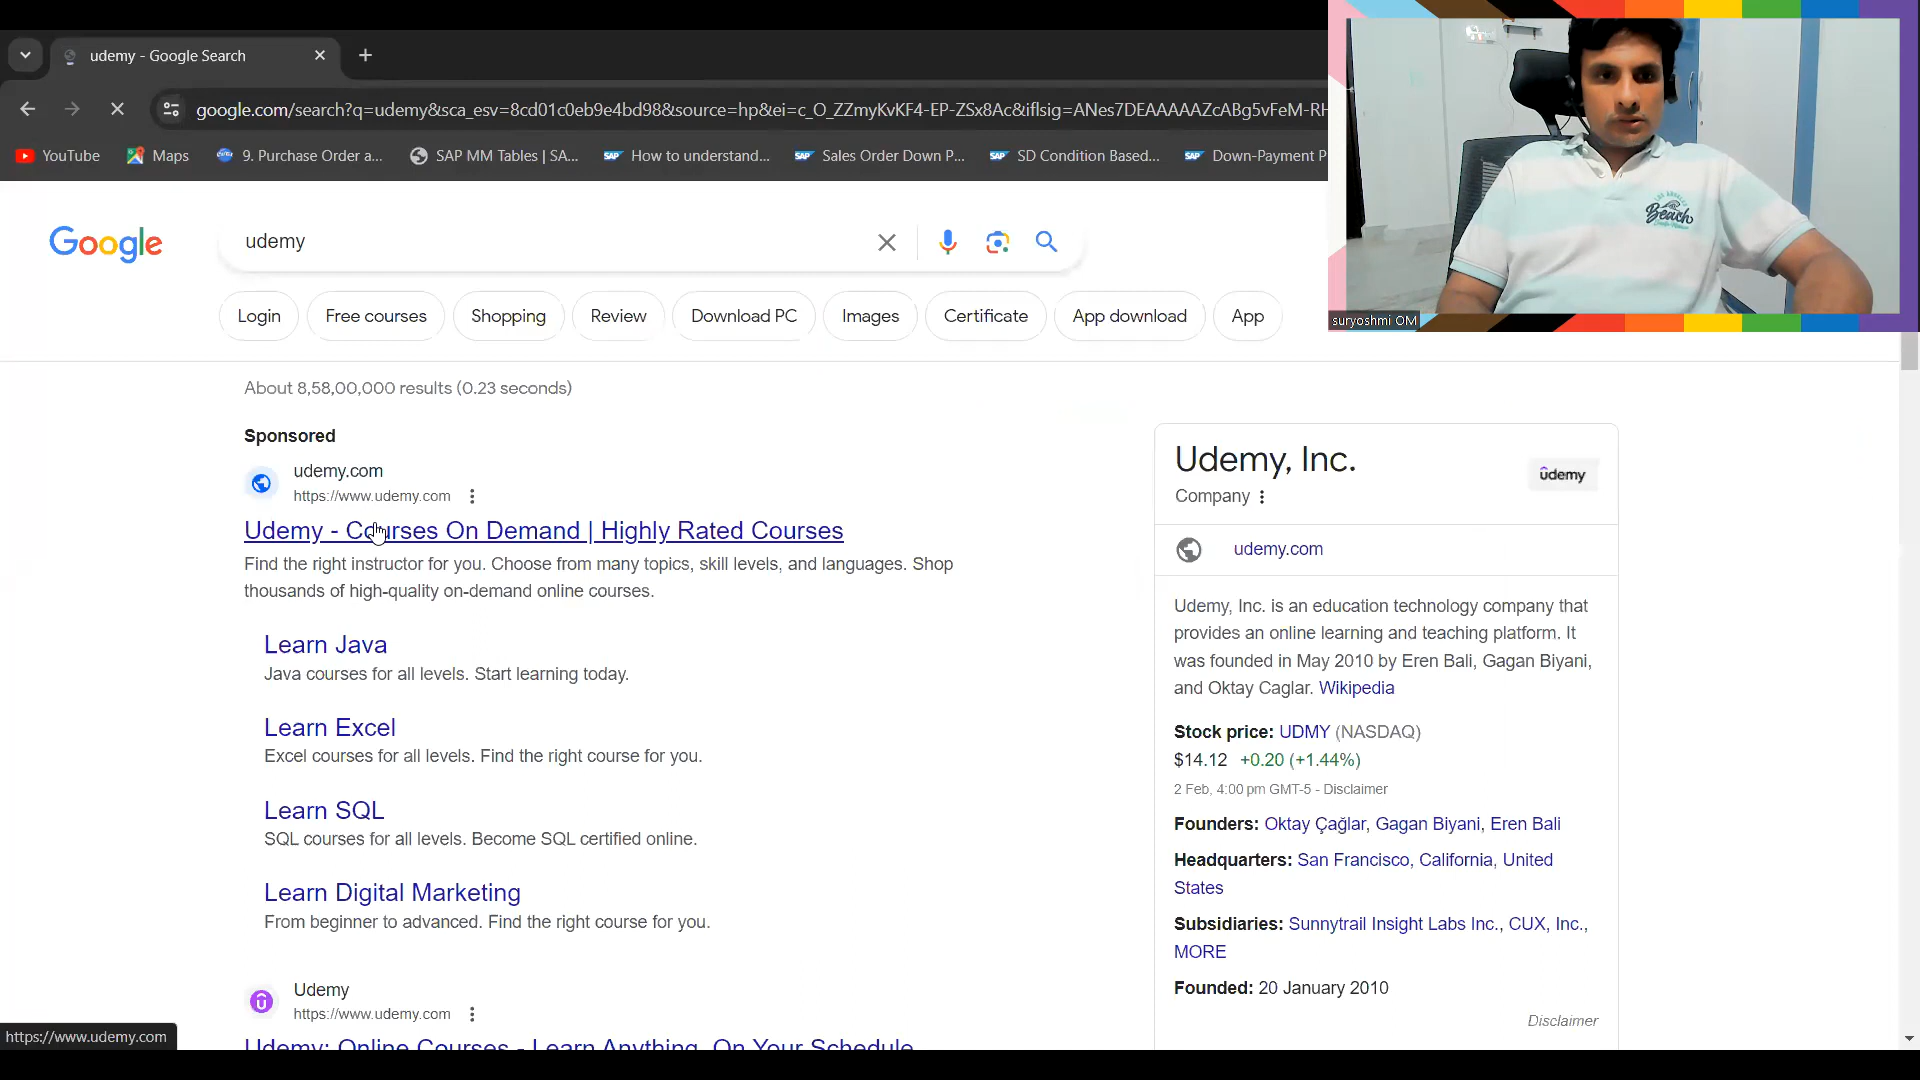 udemy - Google Search
google.com/search?q=udemy&sca_esv=8cd01c0eb9e4bd98&source=hp&ei=c_O_ZZmyKvKF4-EP-ZSx8Ac&iflsig=ANes7DEAAAAAZcABg5vFeM-RH
YouTube
Maps
9. Purchase Order a...
SAP MM Tables | SA...
SAP How to understand...
SAP Sales Order Down P...
SAP SD Condition Based...
SAP Down-Payment P
Beach
suryoshmi OM
Google
udemy
Login
Free courses
Shopping
Review
Download PC
Images
Certificate
App download
App
About 8,58,00,000 results (0.23 seconds)
Sponsored
udemy.com
https://www.udemy.com
Udemy - Courses On Demand | Highly Rated Courses
Find the right instructor for you. Choose from many topics, skill levels, and languages. Shop
thousands of high-quality on-demand online courses.
Learn Java
Java courses for all levels. Start learning today.
Learn Excel
Excel courses for all levels. Find the right course for you.
Learn SQL
SQL courses for all levels. Become SQL certified online.
Learn Digital Marketing
From beginner to advanced. Find the right course for you.
Udemy
https://www.udemy.com
Udemy: Online Courses - Learn Anything, On Your Schedule
https://www.udemy.com
Udemy, Inc.
Company
udemy
udemy.com
Udemy, Inc. is an education technology company that
provides an online learning and teaching platform. It
was founded in May 2010 by Eren Bali, Gagan Biyani,
and Oktay Caglar. Wikipedia
Stock price: UDMY (NASDAQ)
$14.12 +0.20 (+1.44%)
2 Feb, 4:00 pm GMT-5 - Disclaimer
Founders: Oktay Çağlar, Gagan Biyani, Eren Bali
Headquarters: San Francisco, California, United
States
Subsidiaries: Sunnytrail Insight Labs Inc., CUX, Inc.,
MORE
Founded: 20 January 2010
Disclaimer